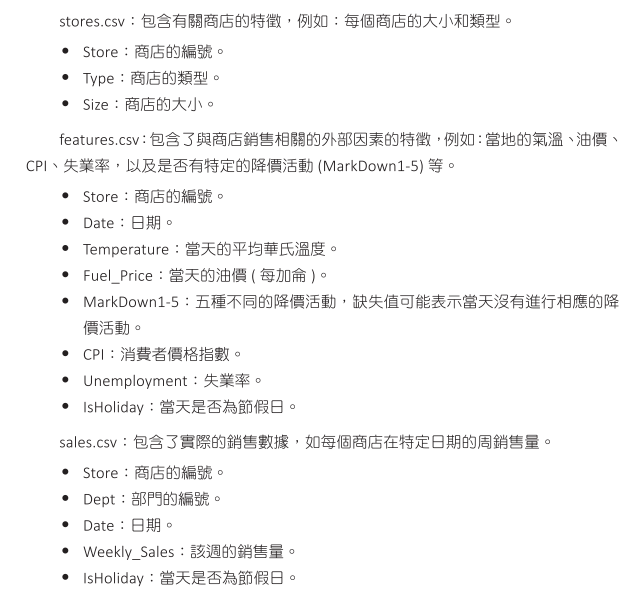 stores.csv：包含有關商店的特徵，例如：每個商店的大小和類型。
• Store：商店的編號。
• Type：商店的類型。
• Size：商店的大小。
features.csv：包含了與商店銷售相關的外部因素的特徵，例如：當地的氣溫、油價、
CPI、失業率，以及是否有特定的降價活動 (MarkDown1-5) 等。
• Store：商店的編號。
• Date：日期。
• Temperature：當天的平均華氏溫度。
• Fuel_Price：當天的油價 ( 每加侖 )。
• MarkDown1-5：五種不同的降價活動，缺失值可能表示當天沒有進行相應的降
價活動。
• CPI：消費者價格指數。
• Unemployment：失業率。
• IsHoliday：當天是否為節假日。
sales.csv：包含了實際的銷售數據，如每個商店在特定日期的周銷售量。
• Store：商店的編號。
• Dept：部門的編號。
• Date：日期。
• Weekly_Sales：該週的銷售量。
• IsHoliday：當天是否為節假日。